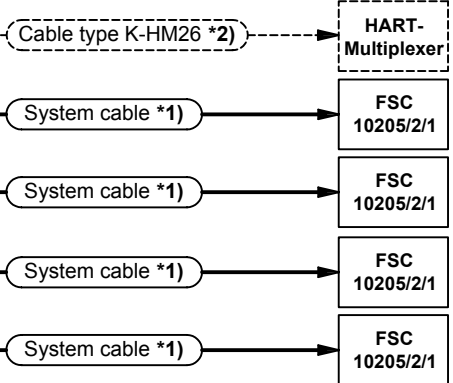 Cable type K-HM26 *2)
HART-
Multiplexer
System cable *1)
FSC
10205/2/1
System cable *1)
FSC
10205/2/1
System cable *1)
FSC
10205/2/1
System cable *1)
FSC
10205/2/1